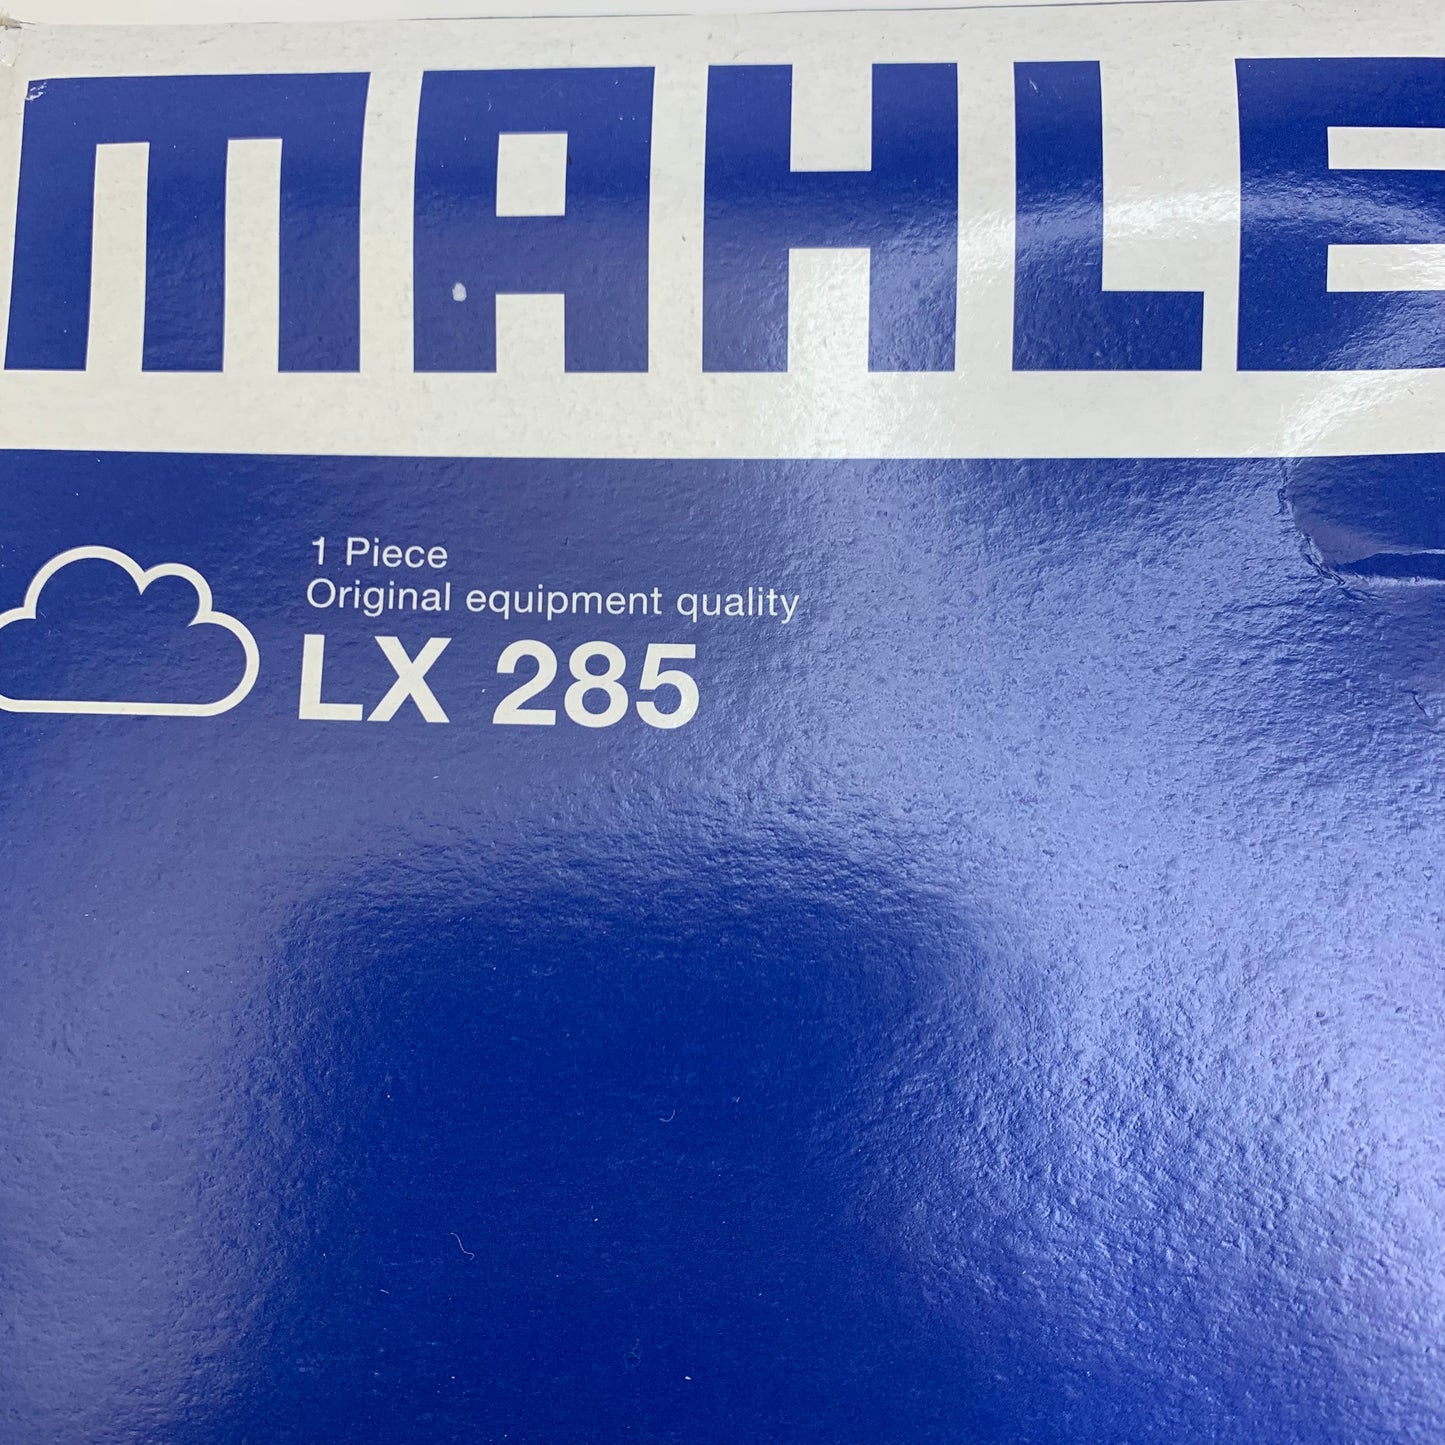 MAHLE
1 Piece
Original equipment quality
LX 285